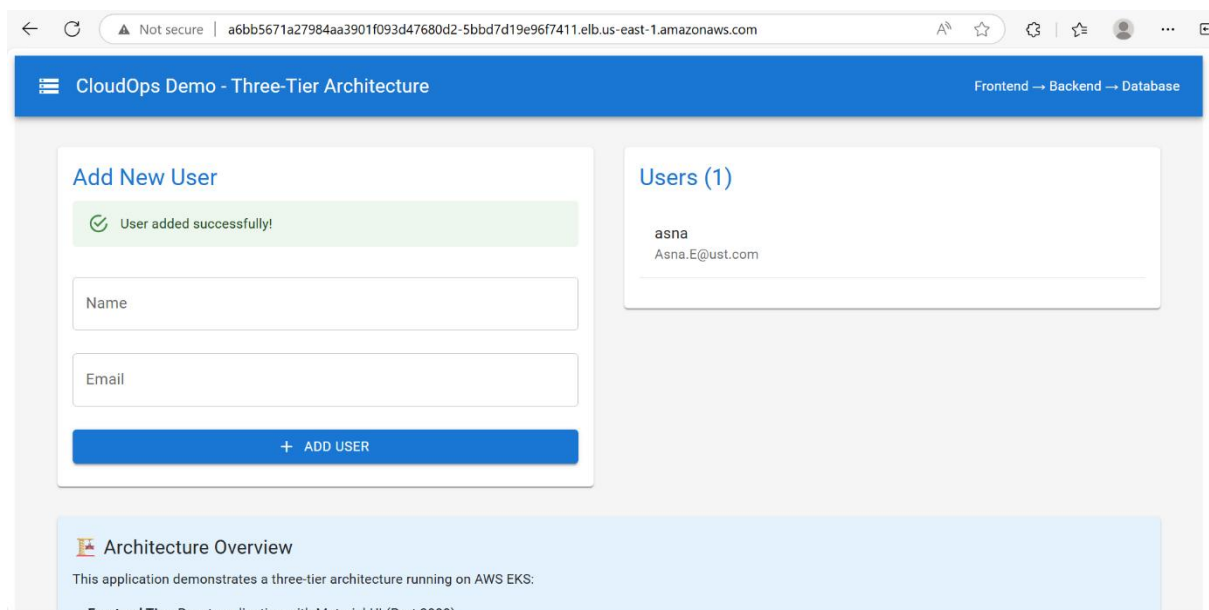 Not secure
a6bb5671a27984aa3901f093d47680d2-5bbd7d19e96f7411.elb.us-east-1.amazonaws.com
CloudOps Demo - Three-Tier Architecture
Frontend → Backend → Database
Add New User
User added successfully!
Name
Email
+ ADD USER
Users (1)
asna
Asna.E@ust.com
Architecture Overview
This application demonstrates a three-tier architecture running on AWS EKS: